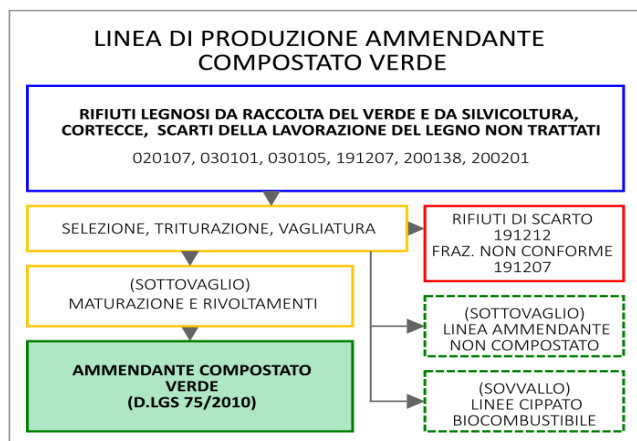 LINEA DI PRODUZIONE AMMENDANTE
COMPOSTATO VERDE
RIFIUTI LEGNOSI DA RACCOLTA DEL VERDE E DA SILVICOLTURA,
CORTECCE, SCARTI DELLA LAVORAZIONE DEL LEGNO NON TRATTATI
020107, 030101, 030105, 191207, 200138, 200201
SELEZIONE, TRITURAZIONE, VAGLIATURA
RIFIUTI DI SCARTO
191212
FRAZ. NON CONFORME
191207
(SOTTOVAGLIO)
MATURAZIONE E RIVOLTAMENTI
(SOTTOVAGLIO)
LINEA AMMENDANTE
NON COMPOSTATO
AMMENDANTE COMPOSTATO
VERDE
(D.LGS 75/2010)
(SOVVALLO)
LINEE CIPPATO
BIOCOMBUSTIBILE